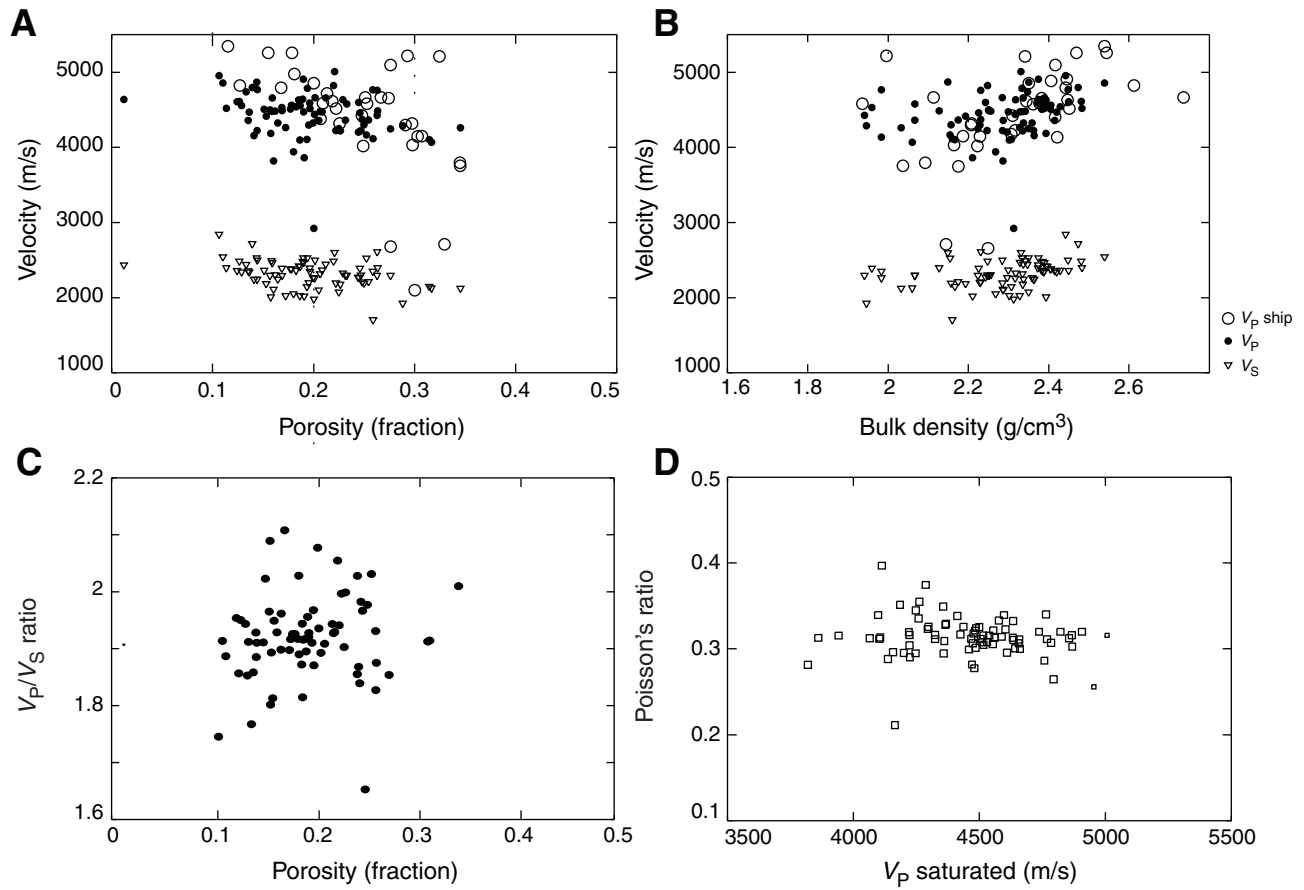 A
Velocity (m/s)
5000
4000
3000
2000
1000
0.1
0.2
0.3
0.4
0.5
Porosity (fraction)
B
Velocity (m/s)
5000
4000
3000
2000
1000
1.6
1.8
2
2.2
2.4
2.6
Bulk density (g/cm³)
VP ship
VP
VS
C
VP/VS ratio
2.2
2
1.8
1.6
0
0.1
0.2
0.3
0.4
0.5
Porosity (fraction)
D
Poisson's ratio
0.5
0.4
0.3
0.2
0.1
3500
4000
4500
5000
5500
VP saturated (m/s)